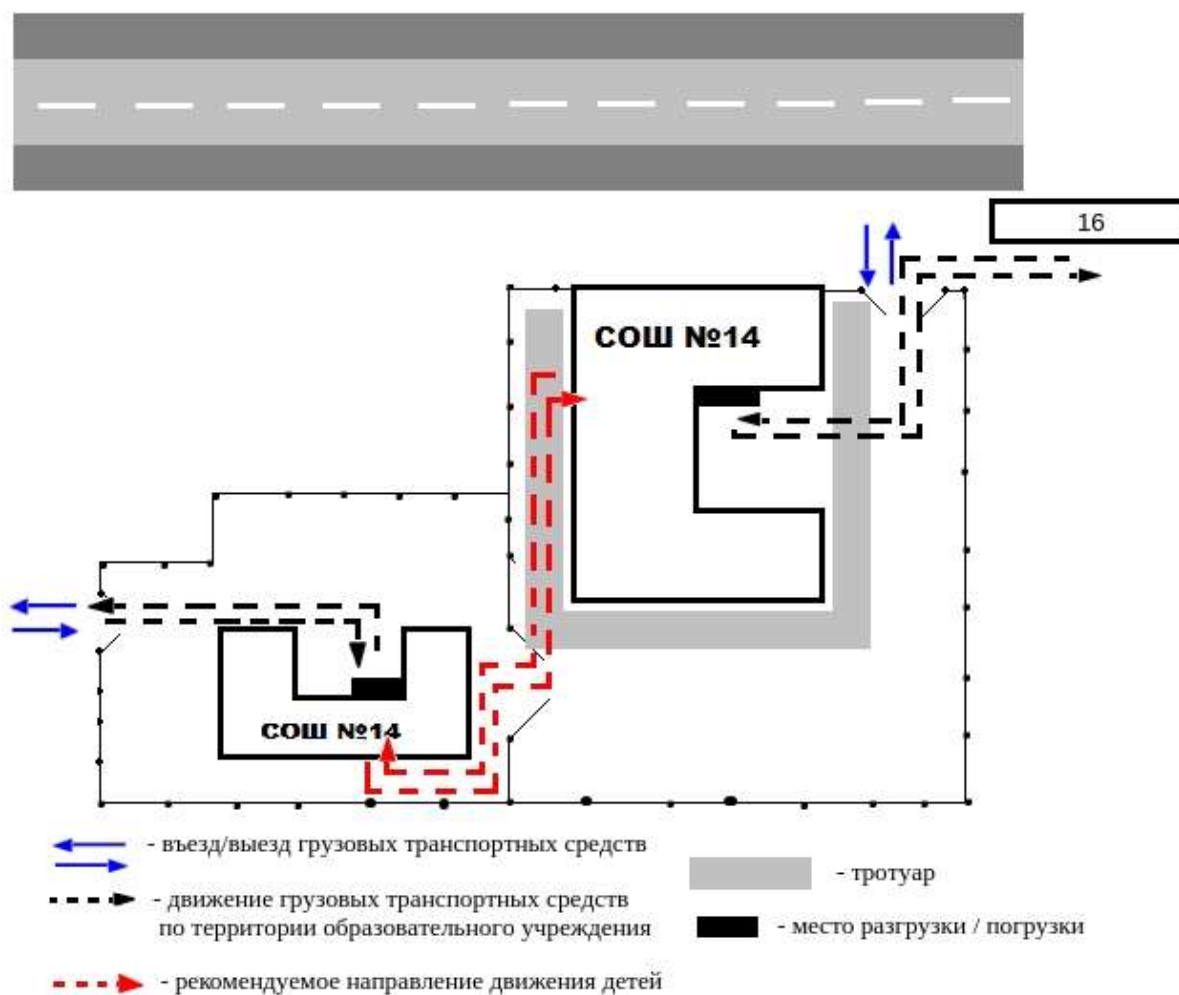 16
СОШ №14
СОШ №14
- въезд/выезд грузовых транспортных средств
- тротуар
- движение грузовых транспортных средств
по территории образовательного учреждения
- место разгрузки / погрузки
- рекомендуемое направление движения детей